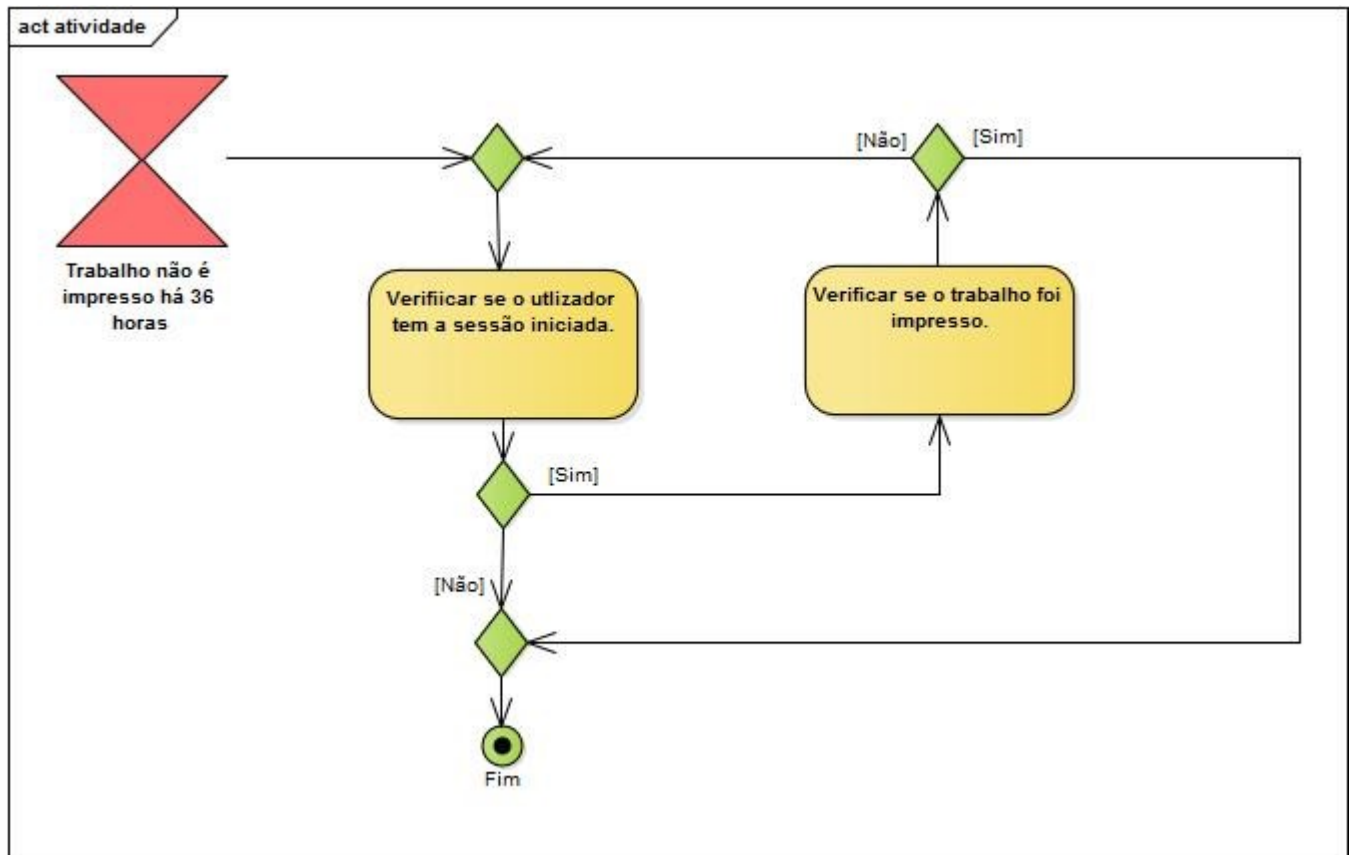 act atividade
[Não]
[Sim]
Trabalho não é
impresso há 36
horas
Verifiicar se o utlizador
tem a sessão iniciada.
Verificar se o trabalho foi
impresso.
[Sim]
[Não]
Fim